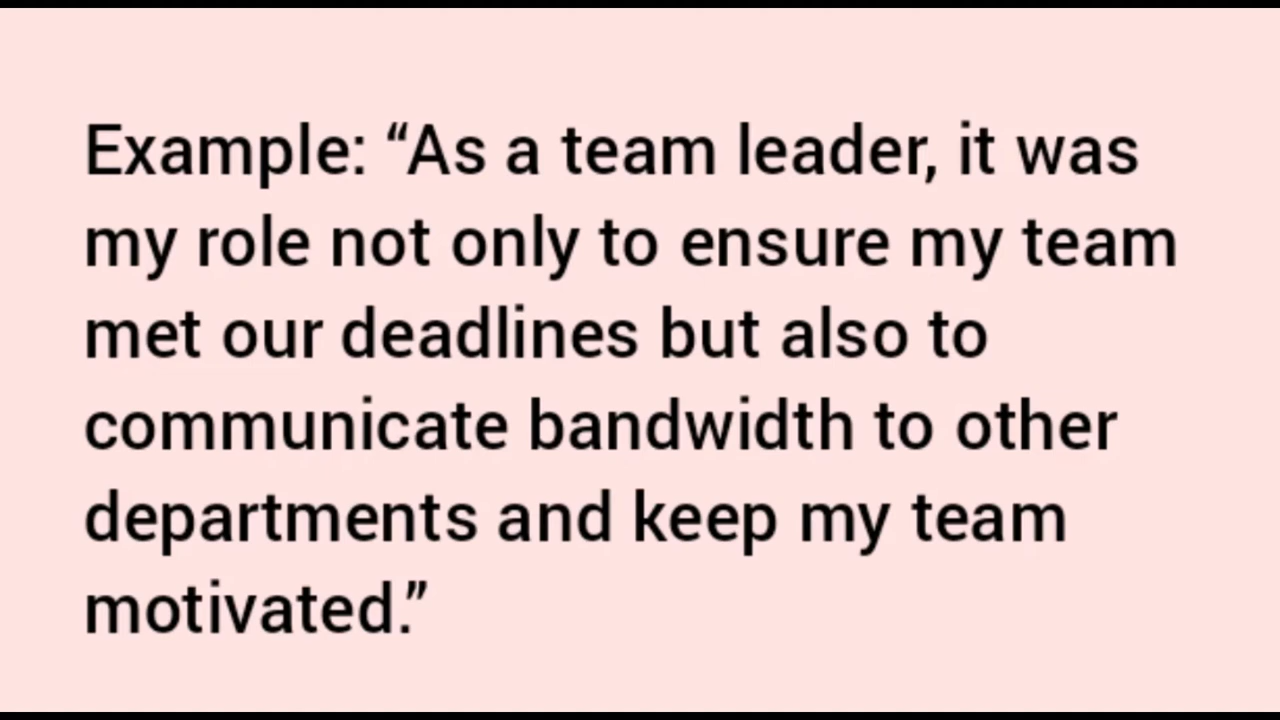 Example: “As a team leader, it was
my role not only to ensure my team
met our deadlines but also to
communicate bandwidth to other
departments and keep my team
motivated.”